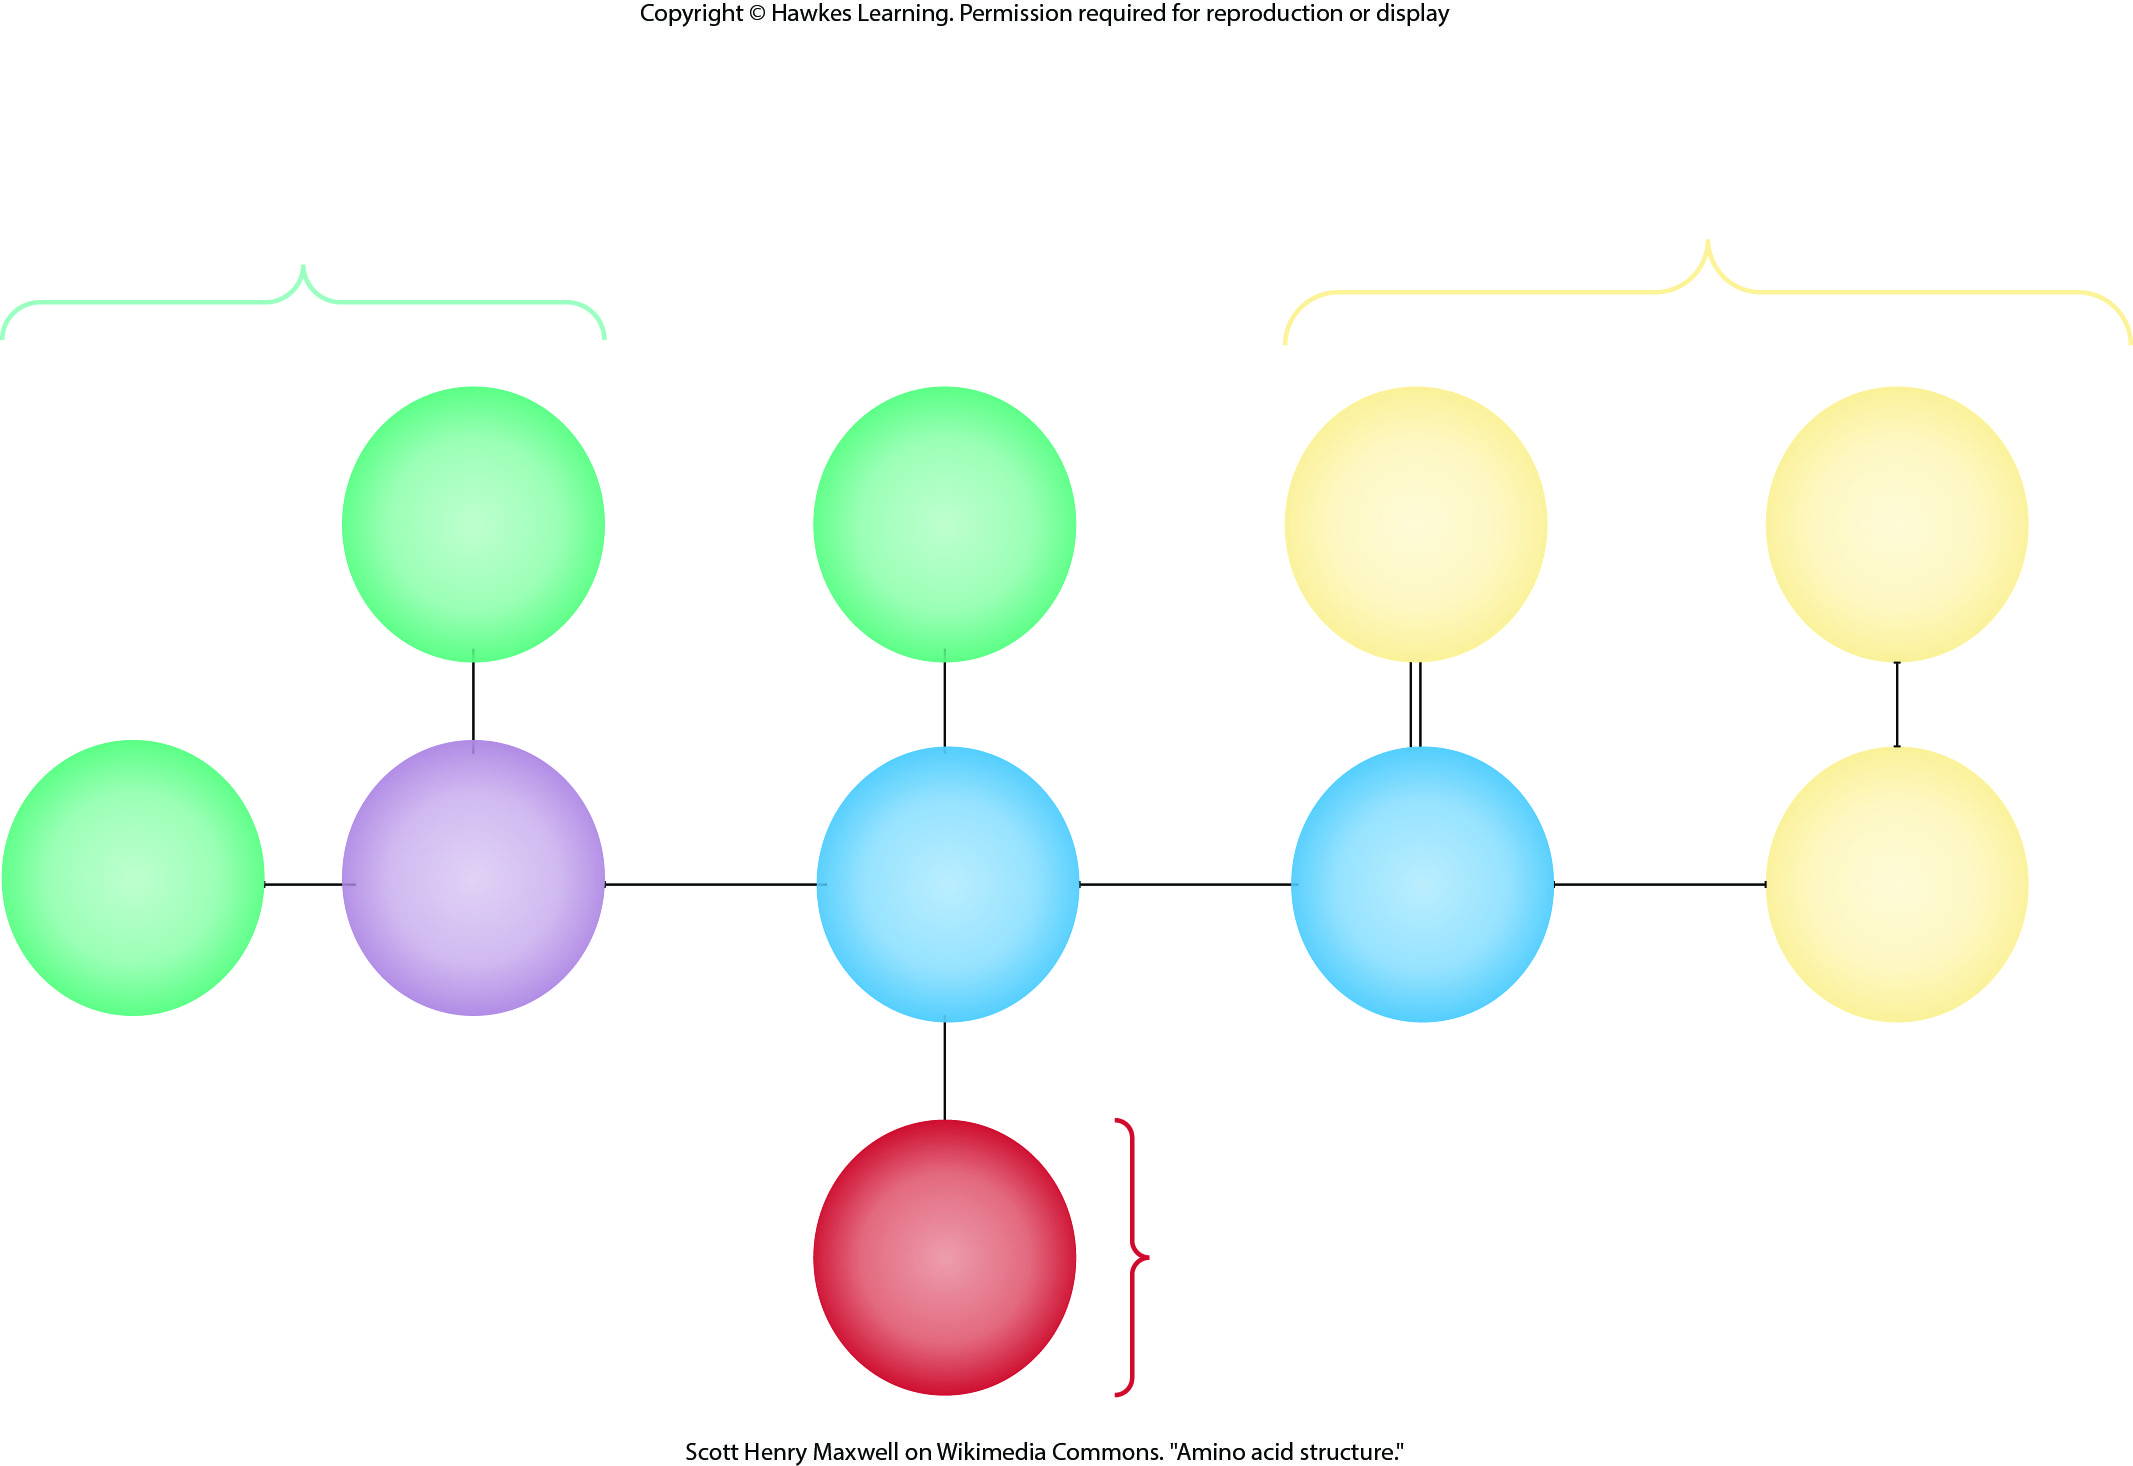 Copyright © Hawkes Learning. Permission required for reproduction or display
Scott Henry Maxwell on Wikimedia Commons. "Amino acid structure."